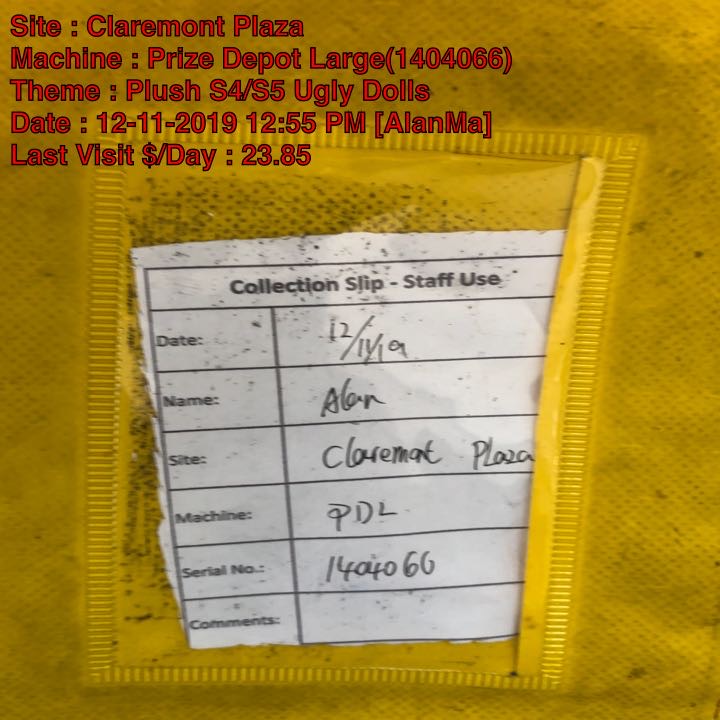 Site : Claremont Plaza
Machine : Prize Depot Large(1404066)
Theme : Plush S4/S5 Ugly Dolls
Date : 12-11-2019 12:55 PM [AlanMa]
Last Visit $/Day : 23.85
Collection Slip - Staff Use
Date: 12/11/19
Name: Alan
Site: Claremont Plaza
Machine: PDL
Serial No.: 1404066
Comments: